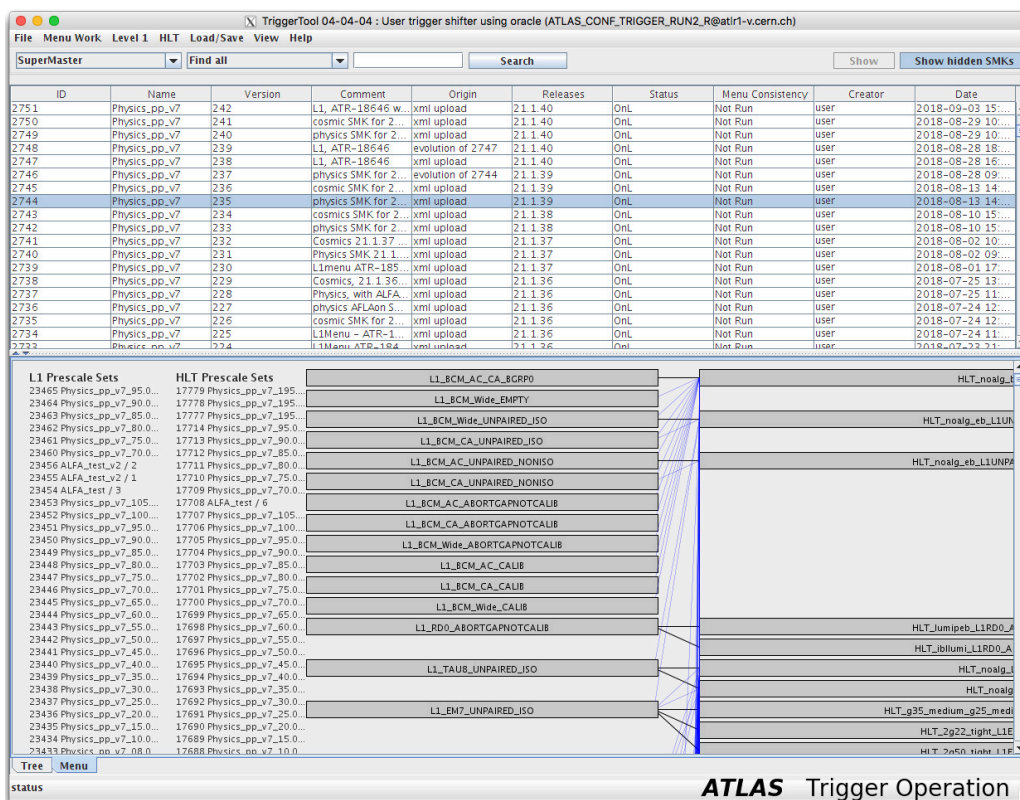 TriggerTool 04-04-04 : User trigger shifter using oracle (ATLAS_CONF_TRIGGER_RUN2_R@atlr1-v.cern.ch)
File Menu Work Level 1 HLT Load/Save View Help
SuperMaster Find all Search Show Show hidden SMKs
ID Name Version Comment Origin Releases Status Menu Consistency Creator Date
2751 Physics_pp_v7 242 L1, ATR-18646 w... xml upload 21.1.40 OnL Not Run user 2018-09-03 15:...
2750 Physics_pp_v7 241 cosmic SMK for 2... xml upload 21.1.40 OnL Not Run user 2018-08-29 10:...
2749 Physics_pp_v7 240 physics SMK for 2... xml upload 21.1.40 OnL Not Run user 2018-08-29 10:...
2748 Physics_pp_v7 239 L1, ATR-18646 evolution of 2747 21.1.40 OnL Not Run user 2018-08-28 18:...
2747 Physics_pp_v7 238 L1, ATR-18646 xml upload 21.1.40 OnL Not Run user 2018-08-28 16:...
2746 Physics_pp_v7 237 physics SMK for 2... evolution of 2744 21.1.39 OnL Not Run user 2018-08-28 09:...
2745 Physics_pp_v7 236 cosmic SMK for 2... xml upload 21.1.39 OnL Not Run user 2018-08-13 14:...
2744 Physics_pp_v7 235 physics SMK for 2... xml upload 21.1.39 OnL Not Run user 2018-08-13 14:...
2743 Physics_pp_v7 234 cosmics SMK for 2... xml upload 21.1.38 OnL Not Run user 2018-08-10 15:...
2742 Physics_pp_v7 233 physics SMK for 2... xml upload 21.1.38 OnL Not Run user 2018-08-10 15:...
2741 Physics_pp_v7 232 Cosmics 21.1.37 ... xml upload 21.1.37 OnL Not Run user 2018-08-02 10:...
2740 Physics_pp_v7 231 Physics SMK 21.1.... xml upload 21.1.37 OnL Not Run user 2018-08-02 09:...
2739 Physics_pp_v7 230 L1menu ATR-185... xml upload 21.1.37 OnL Not Run user 2018-08-01 17:...
2738 Physics_pp_v7 229 Cosmics, 21.1.36... xml upload 21.1.36 OnL Not Run user 2018-07-25 13:...
2737 Physics_pp_v7 228 Physics, with ALFA... xml upload 21.1.36 OnL Not Run user 2018-07-25 11:...
2736 Physics_pp_v7 227 physics AFLAon S... xml upload 21.1.36 OnL Not Run user 2018-07-24 12:...
2735 Physics_pp_v7 226 cosmic SMK for 2... xml upload 21.1.36 OnL Not Run user 2018-07-24 12:...
2734 Physics_pp_v7 225 L1Menu - ATR-1... xml upload 21.1.36 OnL Not Run user 2018-07-24 11:...
2733 Physics_pp_v7 224 L1Menu ATR-184... xml upload 21.1.36 OnL Not Run user 2018-07-23 21:...
L1 Prescale Sets
23465 Physics_pp_v7_95.0...
23464 Physics_pp_v7_90.0...
23463 Physics_pp_v7_85.0...
23462 Physics_pp_v7_80.0...
23461 Physics_pp_v7_75.0...
23460 Physics_pp_v7_70.0...
23456 ALFA_test_v2 / 2
23455 ALFA_test_v2 / 1
23454 ALFA_test / 3
23453 Physics_pp_v7_105....
23452 Physics_pp_v7_100....
23451 Physics_pp_v7_95.0...
23450 Physics_pp_v7_90.0...
23449 Physics_pp_v7_85.0...
23448 Physics_pp_v7_80.0...
23447 Physics_pp_v7_75.0...
23446 Physics_pp_v7_70.0...
23445 Physics_pp_v7_65.0...
23444 Physics_pp_v7_60.0...
23443 Physics_pp_v7_55.0...
23442 Physics_pp_v7_50.0...
23441 Physics_pp_v7_45.0...
23440 Physics_pp_v7_40.0...
23439 Physics_pp_v7_35.0...
23438 Physics_pp_v7_30.0...
23437 Physics_pp_v7_25.0...
23436 Physics_pp_v7_20.0...
23435 Physics_pp_v7_15.0...
23434 Physics_pp_v7_10.0...
23433 Physics_pp_v7_08.0
HLT Prescale Sets
17779 Physics_pp_v7_195...
17778 Physics_pp_v7_195...
17777 Physics_pp_v7_195...
17714 Physics_pp_v7_95.0...
17713 Physics_pp_v7_90.0...
17712 Physics_pp_v7_85.0...
17711 Physics_pp_v7_80.0...
17710 Physics_pp_v7_75.0...
17709 Physics_pp_v7_70.0...
17708 ALFA_test / 6
17707 Physics_pp_v7_105....
17706 Physics_pp_v7_100....
17705 Physics_pp_v7_95.0...
17704 Physics_pp_v7_90.0...
17703 Physics_pp_v7_85.0...
17702 Physics_pp_v7_80.0...
17701 Physics_pp_v7_75.0...
17700 Physics_pp_v7_70.0...
17699 Physics_pp_v7_65.0...
17698 Physics_pp_v7_60.0...
17697 Physics_pp_v7_55.0...
17696 Physics_pp_v7_50.0...
17695 Physics_pp_v7_45.0...
17694 Physics_pp_v7_40.0...
17693 Physics_pp_v7_35.0...
17692 Physics_pp_v7_30.0...
17691 Physics_pp_v7_25.0...
17690 Physics_pp_v7_20.0...
17689 Physics_pp_v7_15.0...
17688 Physics_pp_v7_10.0
L1_BCM_AC_CA_BGRP0
L1_BCM_Wide_EMPTY
L1_BCM_Wide_UNPAIRED_ISO
L1_BCM_CA_UNPAIRED_ISO
L1_BCM_AC_UNPAIRED_NONISO
L1_BCM_CA_UNPAIRED_NONISO
L1_BCM_AC_ABORTGAPNOTCALIB
L1_BCM_CA_ABORTGAPNOTCALIB
L1_BCM_Wide_ABORTGAPNOTCALIB
L1_BCM_AC_CALIB
L1_BCM_CA_CALIB
L1_BCM_Wide_CALIB
L1_RD0_ABORTGAPNOTCALIB
L1_TAU8_UNPAIRED_ISO
L1_EM7_UNPAIRED_ISO
HLT_noalg_b
HLT_noalg_eb_L1UN
HLT_noalg_eb_L1UNPA
HLT_lumipeb_L1RD0_A
HLT_ibllumi_L1RD0_A
HLT_noalg_L
HLT_noalg
HLT_g35_medium_g25_medi
HLT_2g22_tight_L1E
HLT_2g50_tight_L1E
Tree Menu
status
ATLAS Trigger Operation